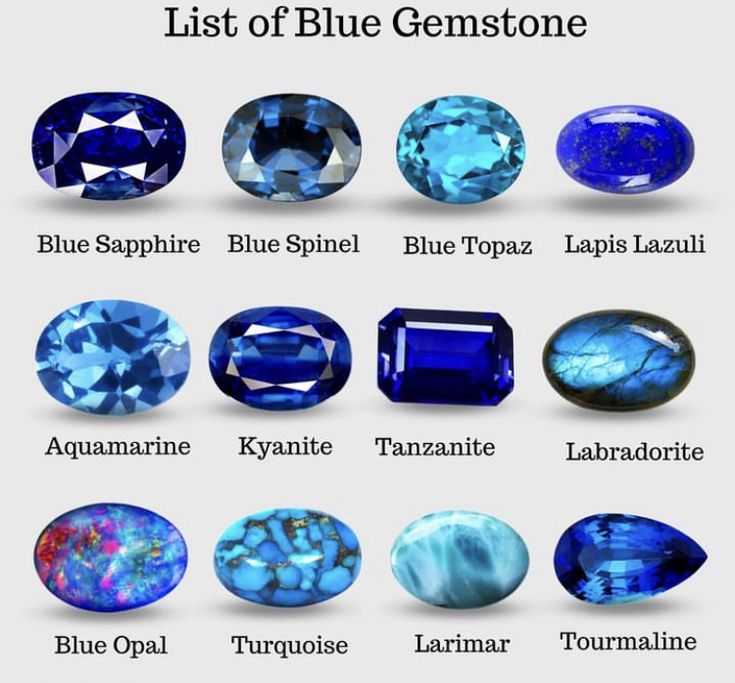 List of Blue Gemstone
Blue Sapphire
Blue Spinel
Blue Topaz
Lapis Lazuli
Aquamarine
Kyanite
Tanzanite
Labradorite
Blue Opal
Turquoise
Larimar
Tourmaline